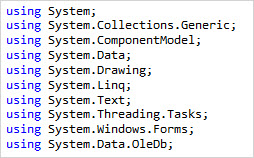 using System;
using System.Collections.Generic;
using System.ComponentModel;
using System.Data;
using System.Drawing;
using System.Linq;
using System.Text;
using System.Threading.Tasks;
using System.Windows.Forms;
using System.Data.OleDb;